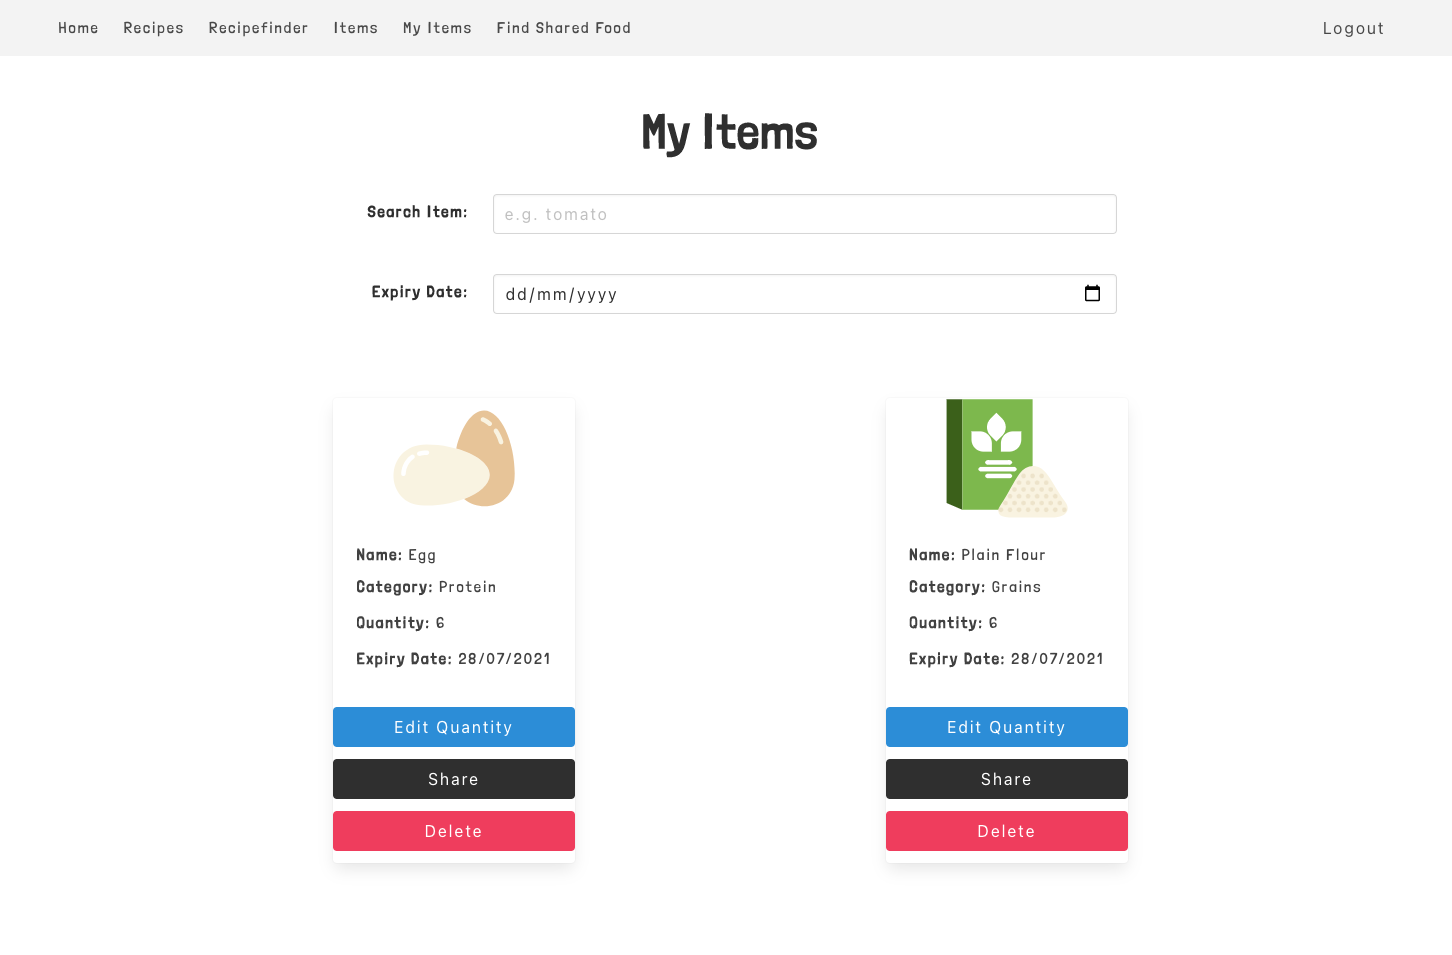 Home Recipes Recipefinder Items My Items Find Shared Food Logout
My Items
Search Item: e.g. tomato
Expiry Date: dd/mm/yyyy
Name: Egg
Category: Protein
Quantity: 6
Expiry Date: 28/07/2021
Edit Quantity
Share
Delete
Name: Plain Flour
Category: Grains
Quantity: 6
Expiry Date: 28/07/2021
Edit Quantity
Share
Delete